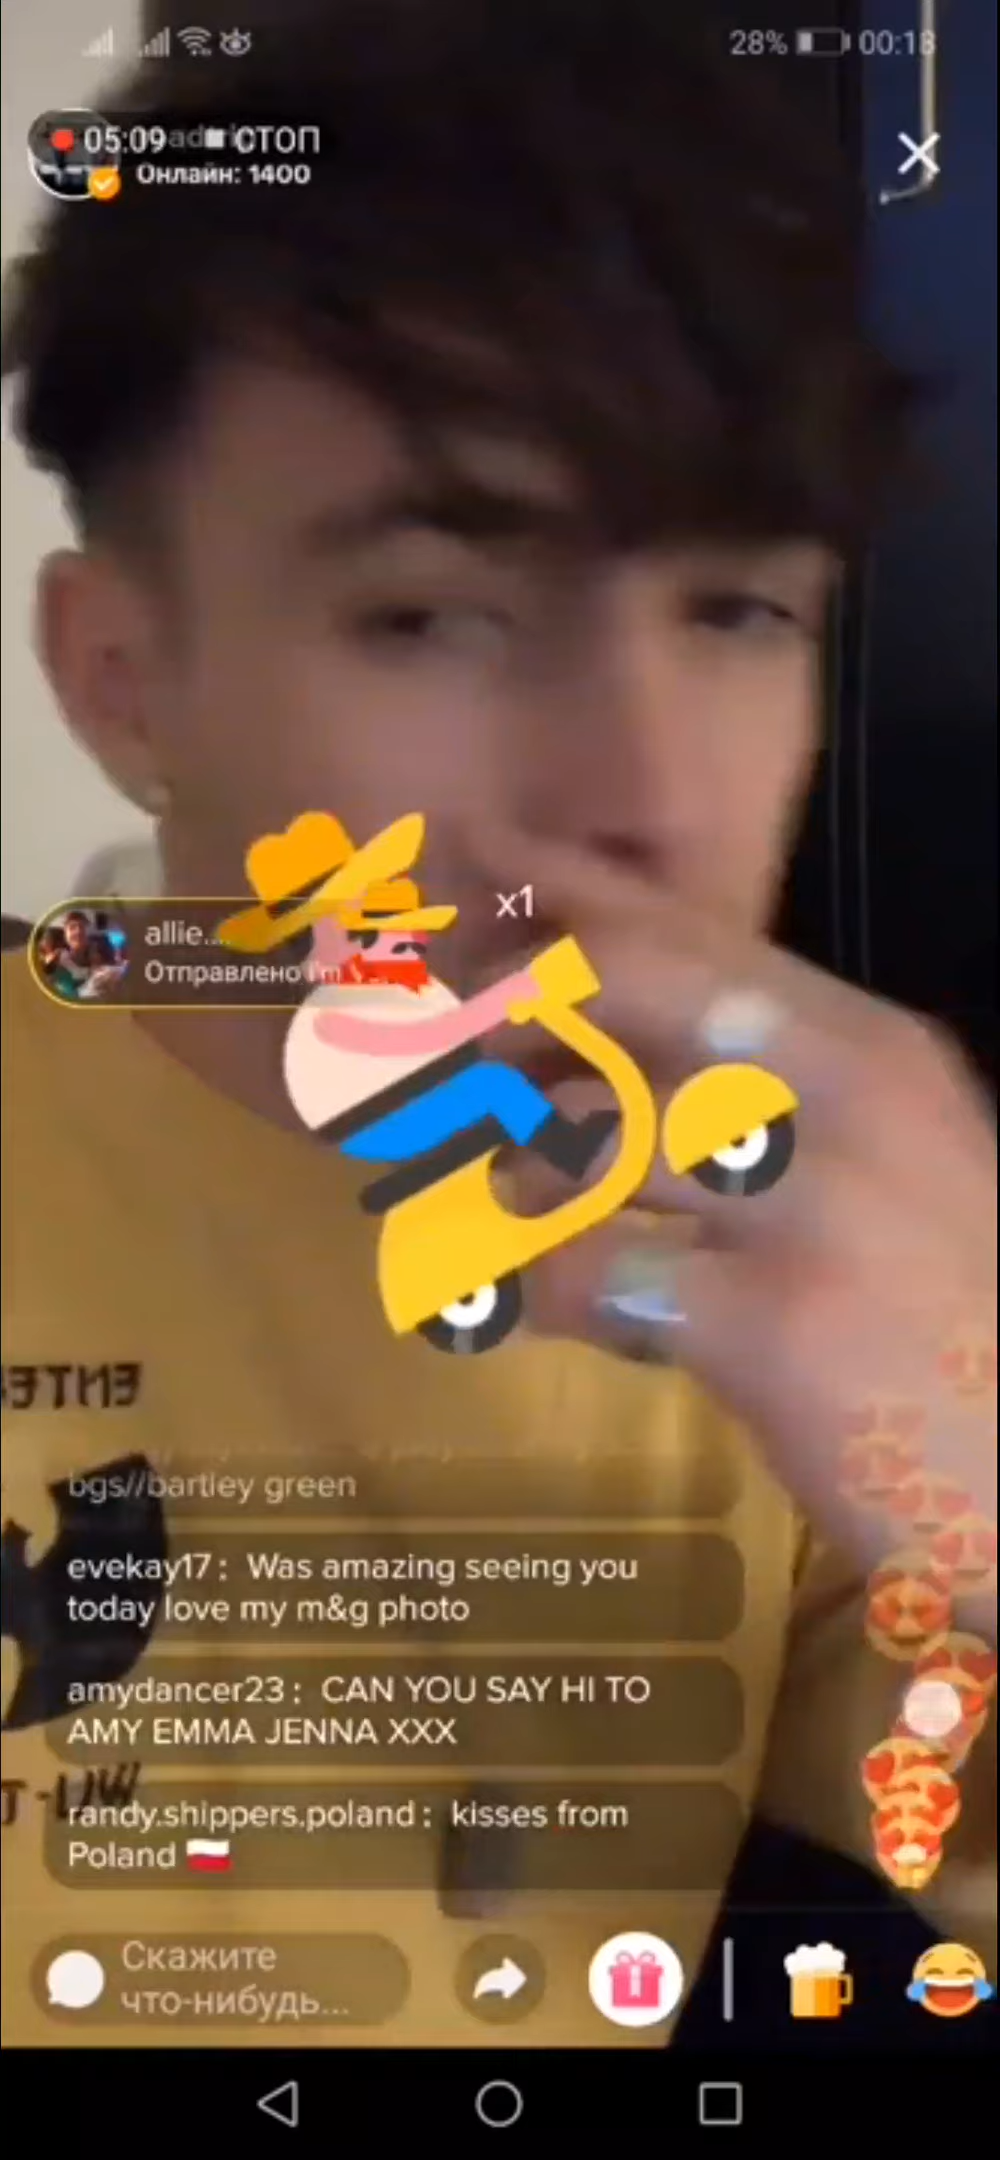 28% 00:18
05:09 СТОП
Онлайн: 1400
x1
allie....
Отправлено I'm
ƎTИƎ
bgs//bartley green
evekay17: Was amazing seeing you
today love my m&g photo
amydancer23: CAN YOU SAY HI TO
AMY EMMA JENNA XXX
randy.shippers.poland: kisses from
Poland 🇵🇱
Скажите
что-нибудь...